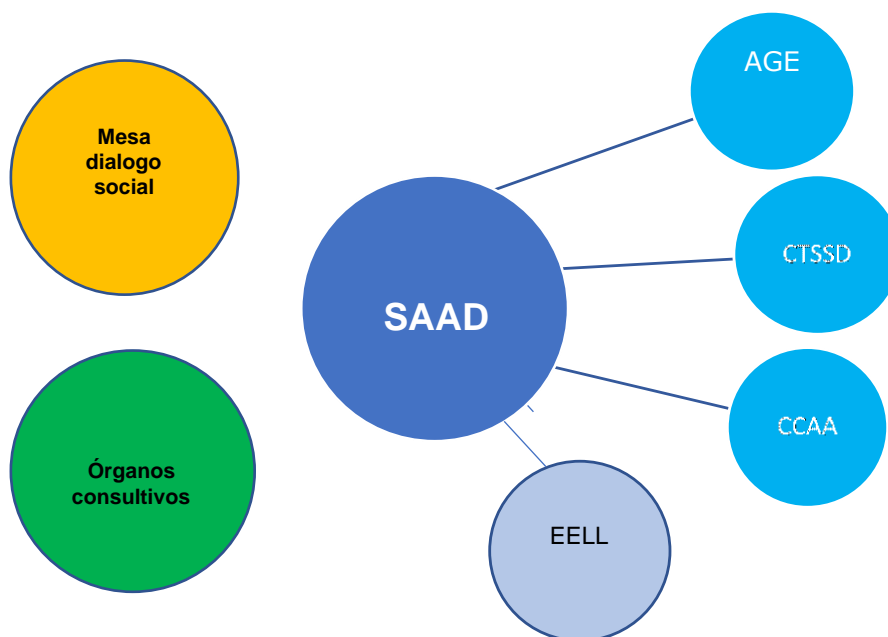 AGE
Mesa
dialogo
social
CTSSD
SAAD
CCAA
Órganos
consultivos
EELL